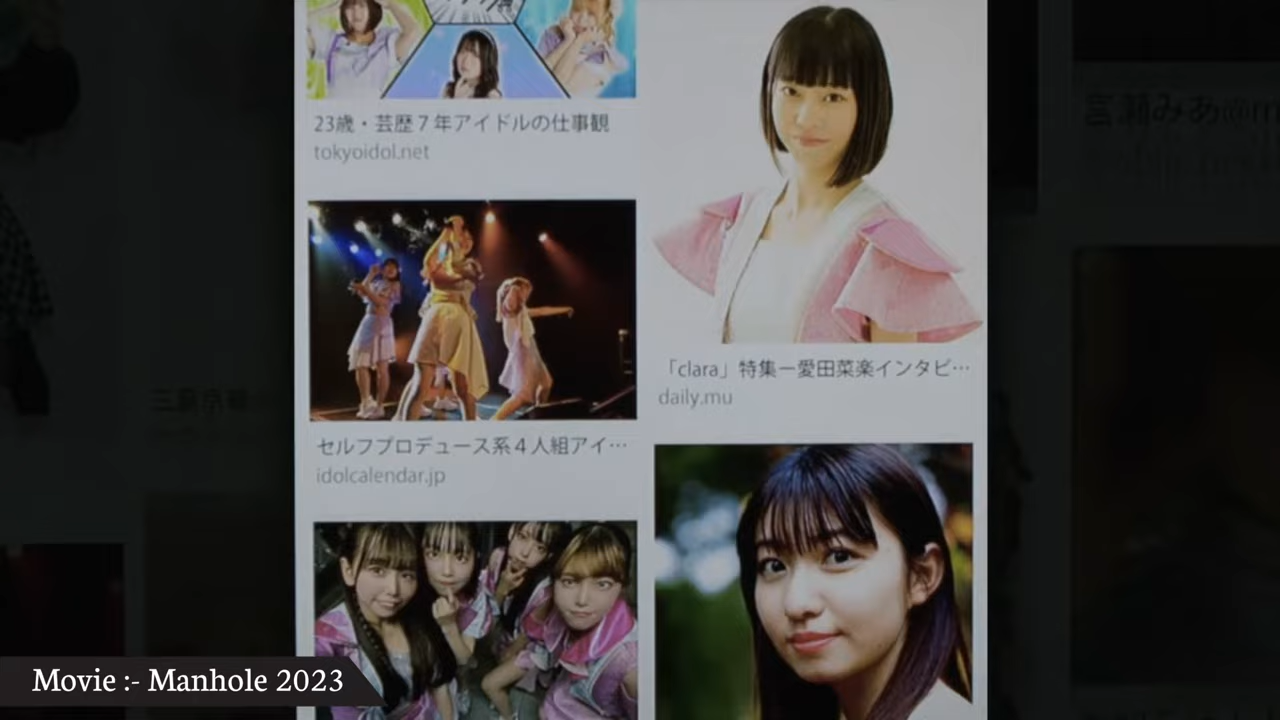 23歳・芸歴７年アイドルの仕事観
tokyoidol.net
「clara」特集ー愛田菜楽インタビ…
daily.mu
セルフプロデュース系４人組アイ…
idolcalendar.jp
Movie :- Manhole 2023